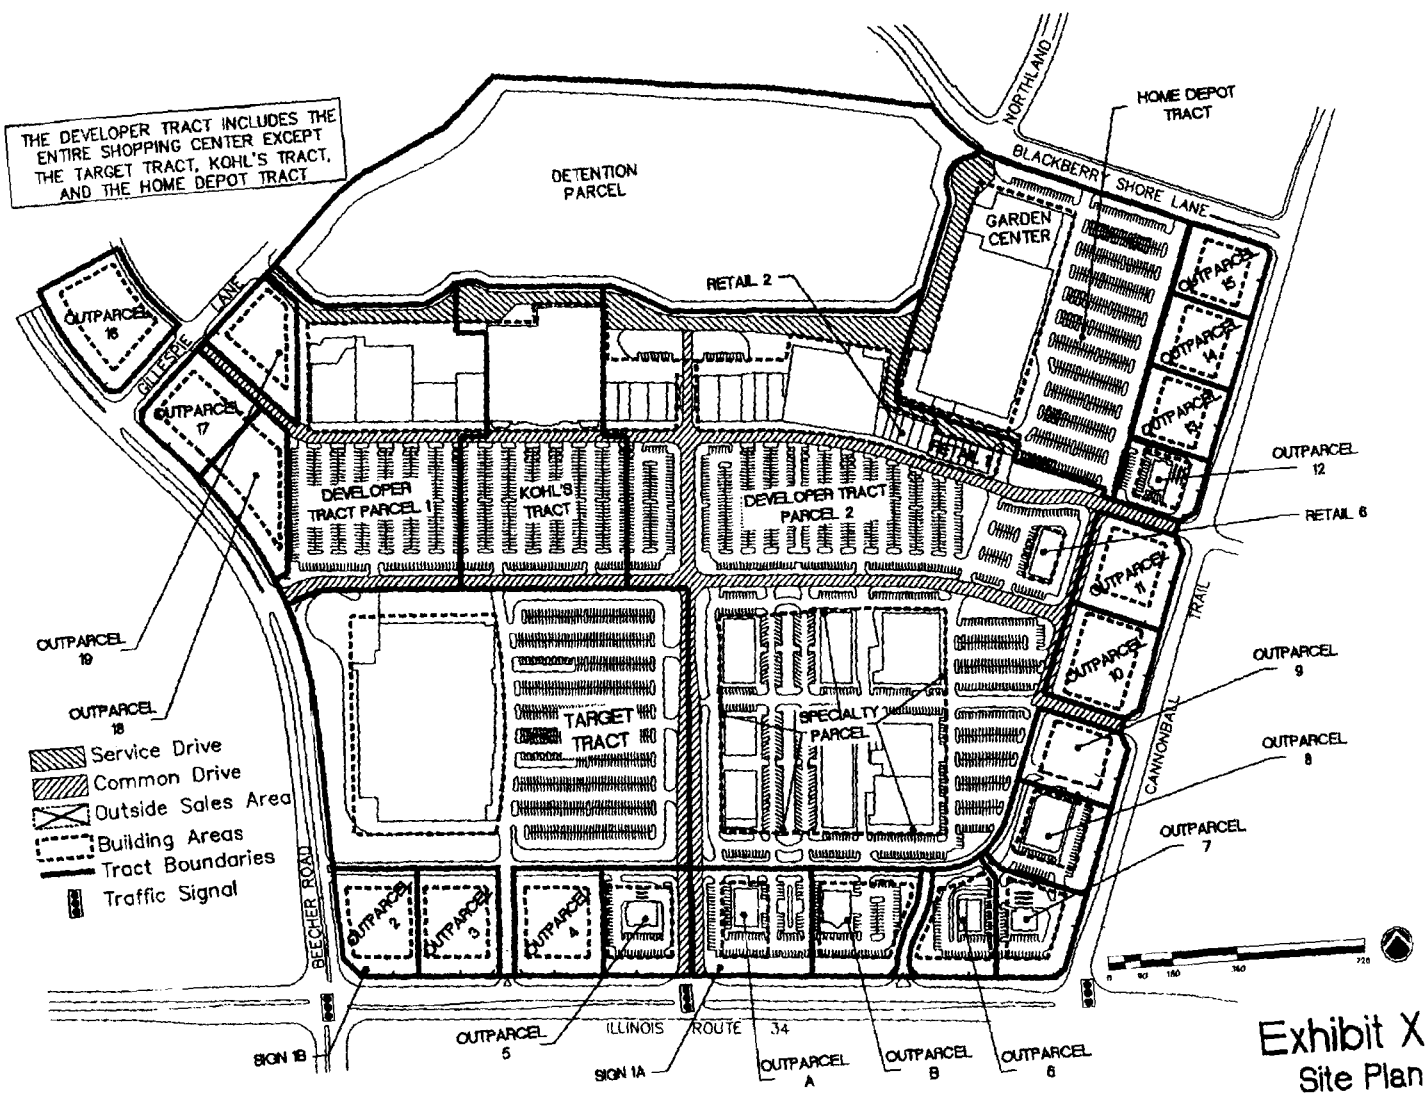 NORTHLAND
HOME DEPOT
TRACT
THE DEVELOPER TRACT INCLUDES THE
ENTIRE SHOPPING CENTER EXCEPT
THE TARGET TRACT, KOHL'S TRACT,
AND THE HOME DEPOT TRACT
BLACKBERRY SHORE LANE
DETENTION
PARCEL
GARDEN
CENTER
OUTPARCEL
15
RETAIL 2
GILLESPIE LANE
OUTPARCEL
16
OUTPARCEL
14
OUTPARCEL
17
OUTPARCEL
OUTPARCEL
12
RETAIL 1
DEVELOPER
TRACT PARCEL 1
KOHL'S
TRACT
DEVELOPER TRACT
PARCEL 2
RETAIL 6
OUTPARCEL
11
TRAIL
OUTPARCEL
19
OUTPARCEL
10
OUTPARCEL
9
OUTPARCEL
18
TARGET
TRACT
SPECIALTY
PARCEL
CANNONBALL
OUTPARCEL
8
Service Drive
Common Drive
Outside Sales Area
Building Areas
Tract Boundaries
Traffic Signal
OUTPARCEL
7
BEECHER ROAD
OUTPARCEL
2
OUTPARCEL
3
OUTPARCEL
4
0 90 180 360 720
ILLINOIS ROUTE 34
SIGN 1B
OUTPARCEL
5
SIGN 1A
OUTPARCEL
A
OUTPARCEL
B
OUTPARCEL
6
Exhibit X
Site Plan